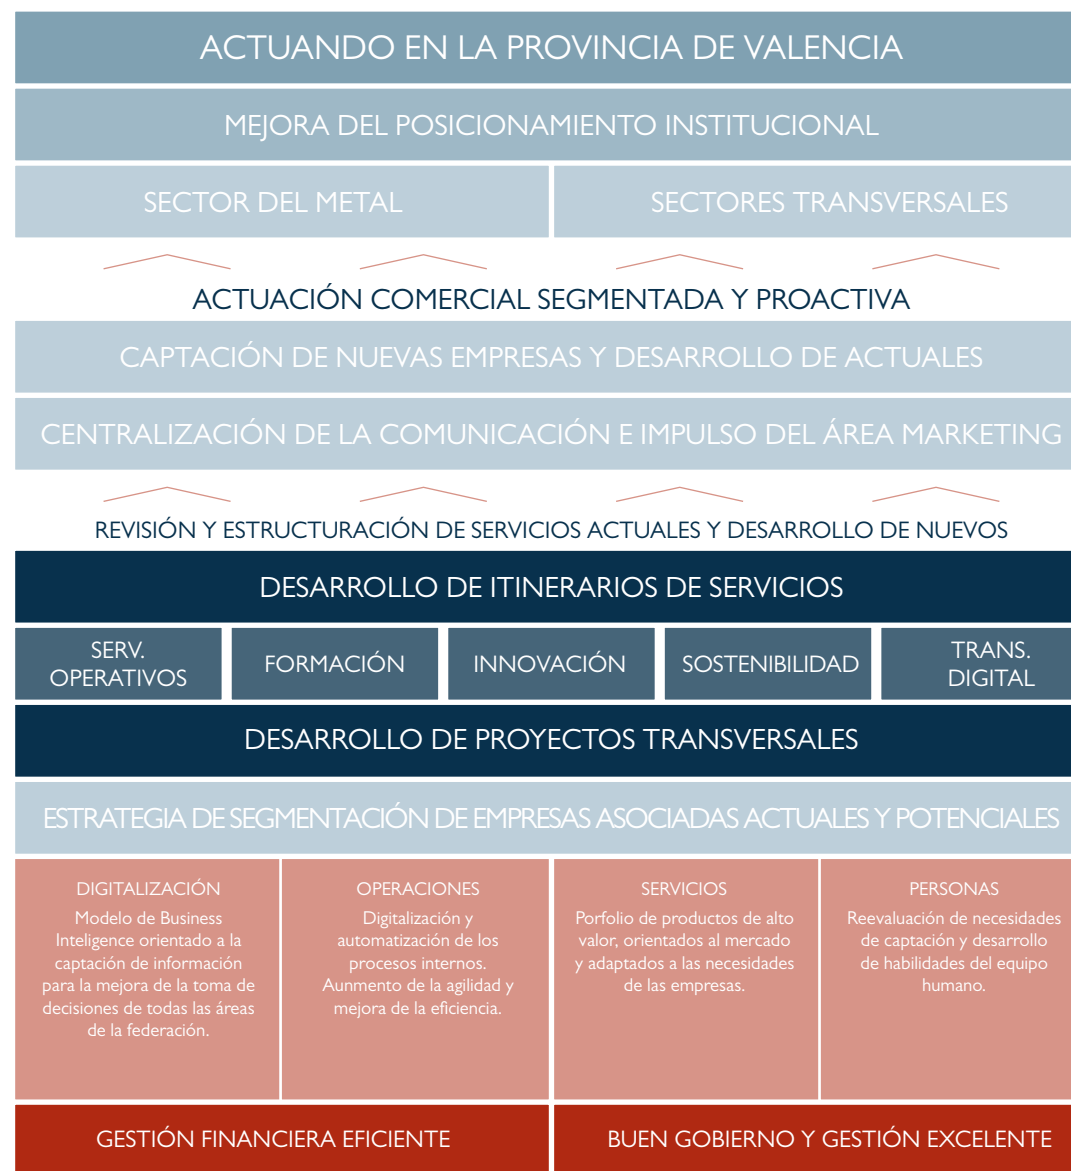 ACTUANDO EN LA PROVINCIA DE VALENCIA
MEJORA DEL POSICIONAMIENTO INSTITUCIONAL
SECTOR DEL METAL
SECTORES TRANSVERSALES
ACTUACIÓN COMERCIAL SEGMENTADA Y PROACTIVA
CAPTACIÓN DE NUEVAS EMPRESAS Y DESARROLLO DE ACTUALES
CENTRALIZACIÓN DE LA COMUNICACIÓN E IMPULSO DEL ÁREA MARKETING
REVISIÓN Y ESTRUCTURACIÓN DE SERVICIOS ACTUALES Y DESARROLLO DE NUEVOS
DESARROLLO DE ITINERARIOS DE SERVICIOS
SERV.
OPERATIVOS
FORMACIÓN
INNOVACIÓN
SOSTENIBILIDAD
TRANS.
DIGITAL
DESARROLLO DE PROYECTOS TRANSVERSALES
ESTRATEGIA DE SEGMENTACIÓN DE EMPRESAS ASOCIADAS ACTUALES Y POTENCIALES
DIGITALIZACIÓN
Modelo de Business
Inteligence orientado a la
captación de información
para la mejora de la toma de
decisiones de todas las áreas
de la federación.
OPERACIONES
Digitalización y
automatización de los
procesos internos.
Aunmento de la agilidad y
mejora de la eficiencia.
SERVICIOS
Porfolio de productos de alto
valor, orientados al mercado
y adaptados a las necesidades
de las empresas.
PERSONAS
Reevaluación de necesidades
de captación y desarrollo
de habilidades del equipo
humano.
GESTIÓN FINANCIERA EFICIENTE
BUEN GOBIERNO Y GESTIÓN EXCELENTE